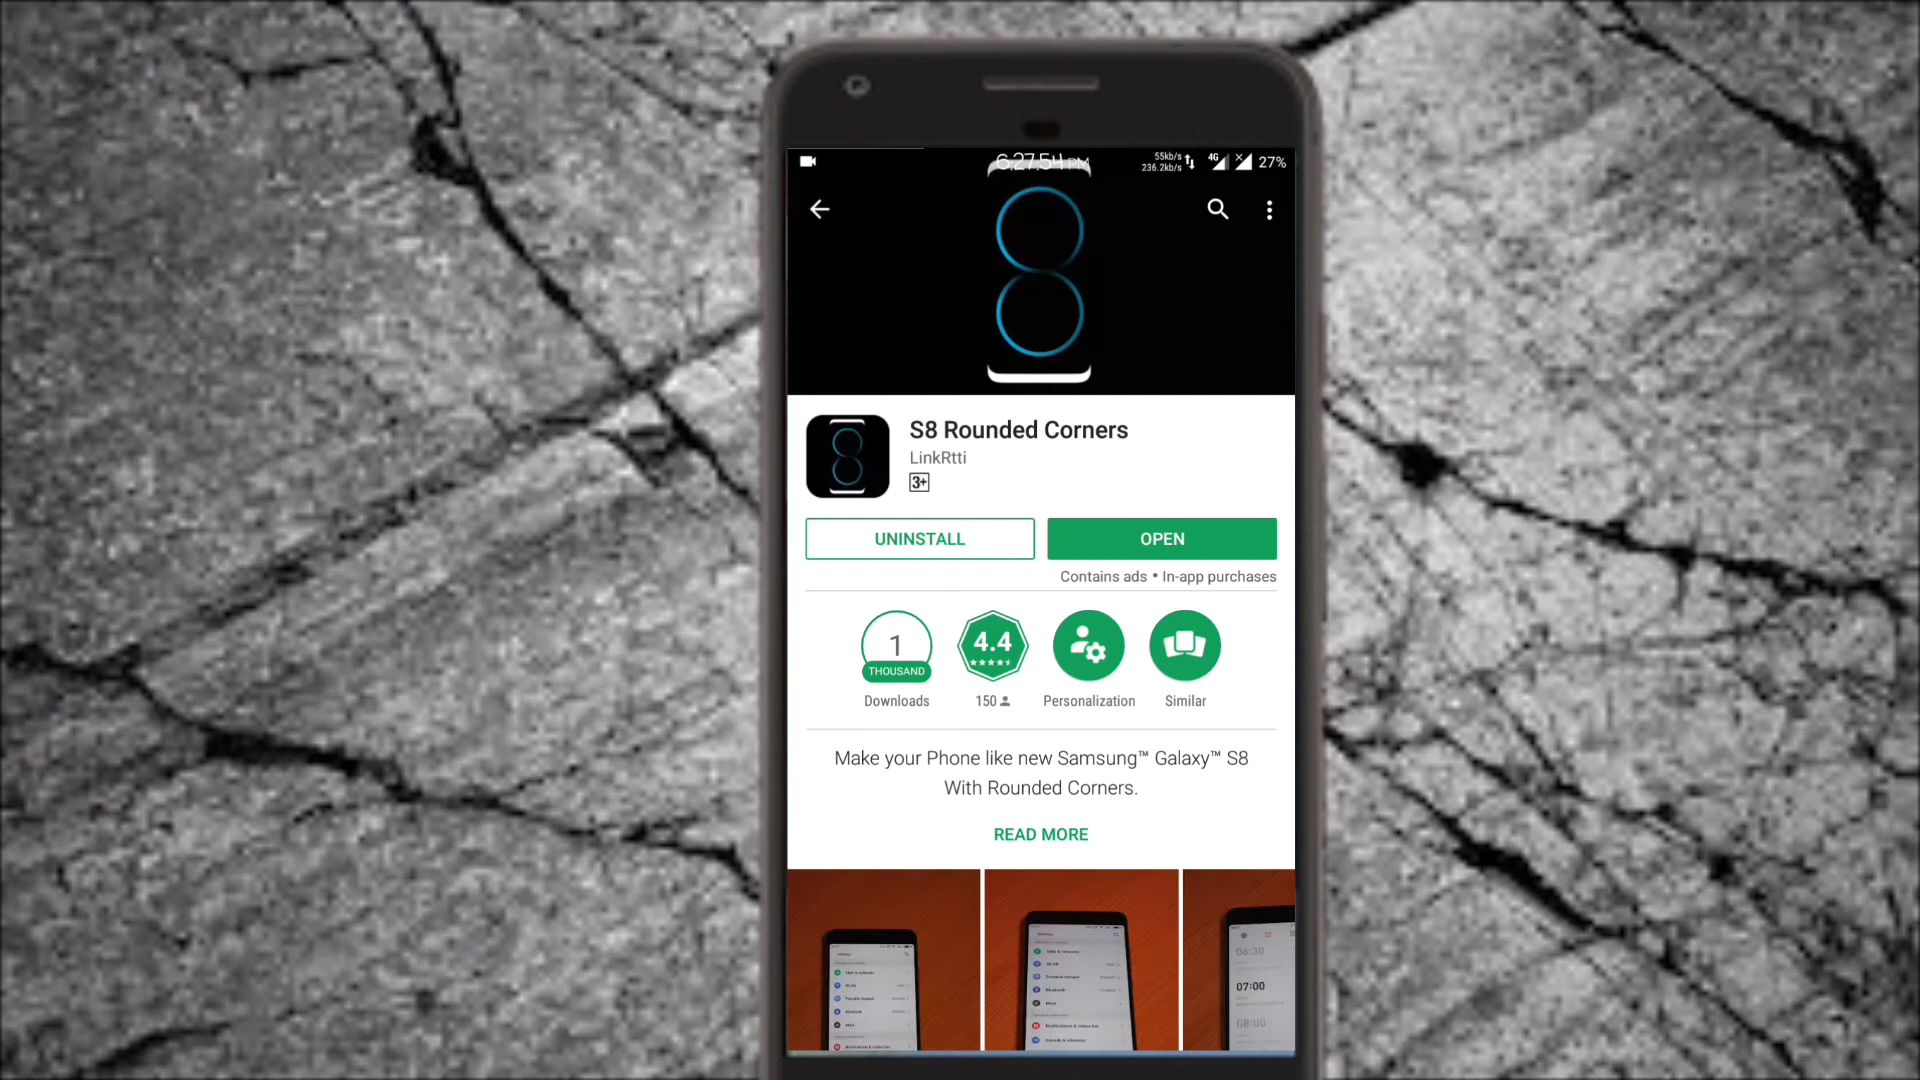 6:27:54 PM
55kb/s
236.2kb/s
4G
27%
S8 Rounded Corners
LinkRtti
3+
UNINSTALL
OPEN
Contains ads • In-app purchases
1
THOUSAND
4.4
Downloads
150
Personalization
Similar
Make your Phone like new Samsung™ Galaxy™ S8
With Rounded Corners.
READ MORE
06:30
07:00
08:00